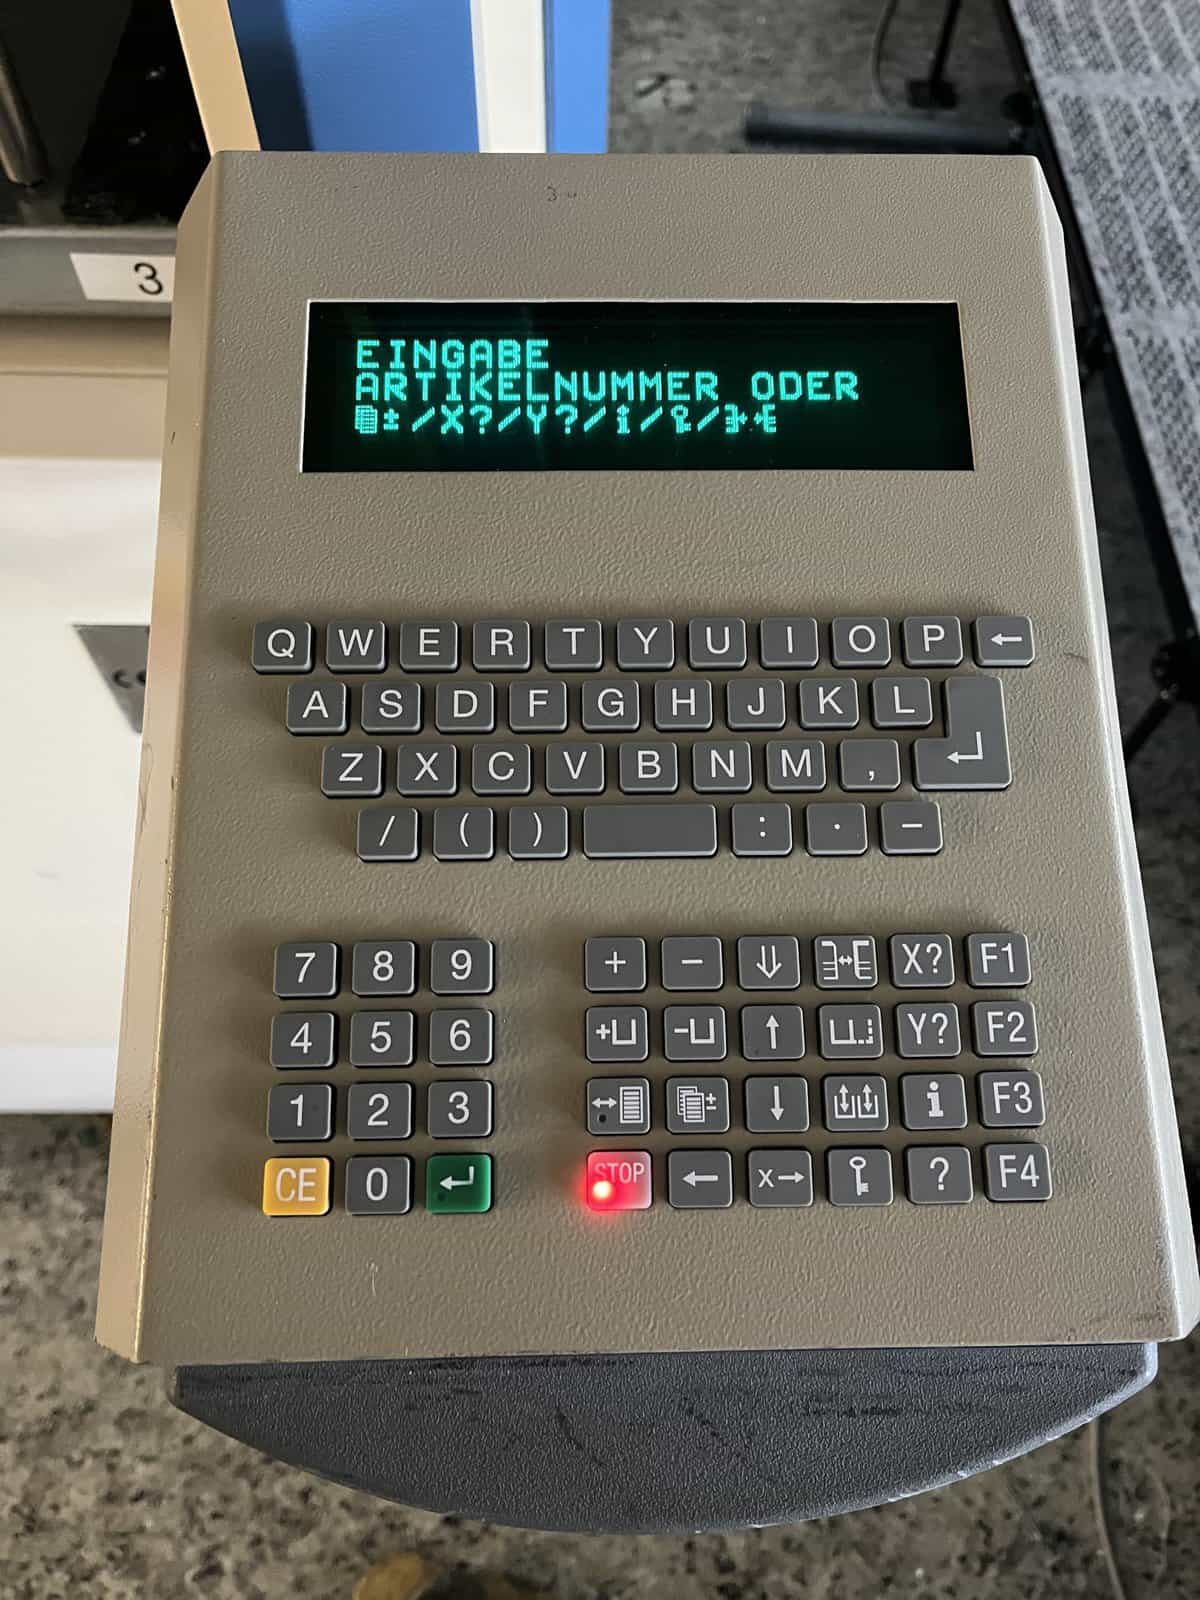 3
EINGABE
ARTIKELNUMMER ODER
± /X?/Y?/i/
Q W E R T Y U I O P ←
A S D F G H J K L
Z X C V B N M , ↵
/ ( ) : · −
7 8 9
4 5 6
1 2 3
CE 0 ↵
+ − ⇓ X? F1
+⊔ −⊔ ↑ Y? F2
↔ ± ↓ i F3
STOP ← x→ ? F4